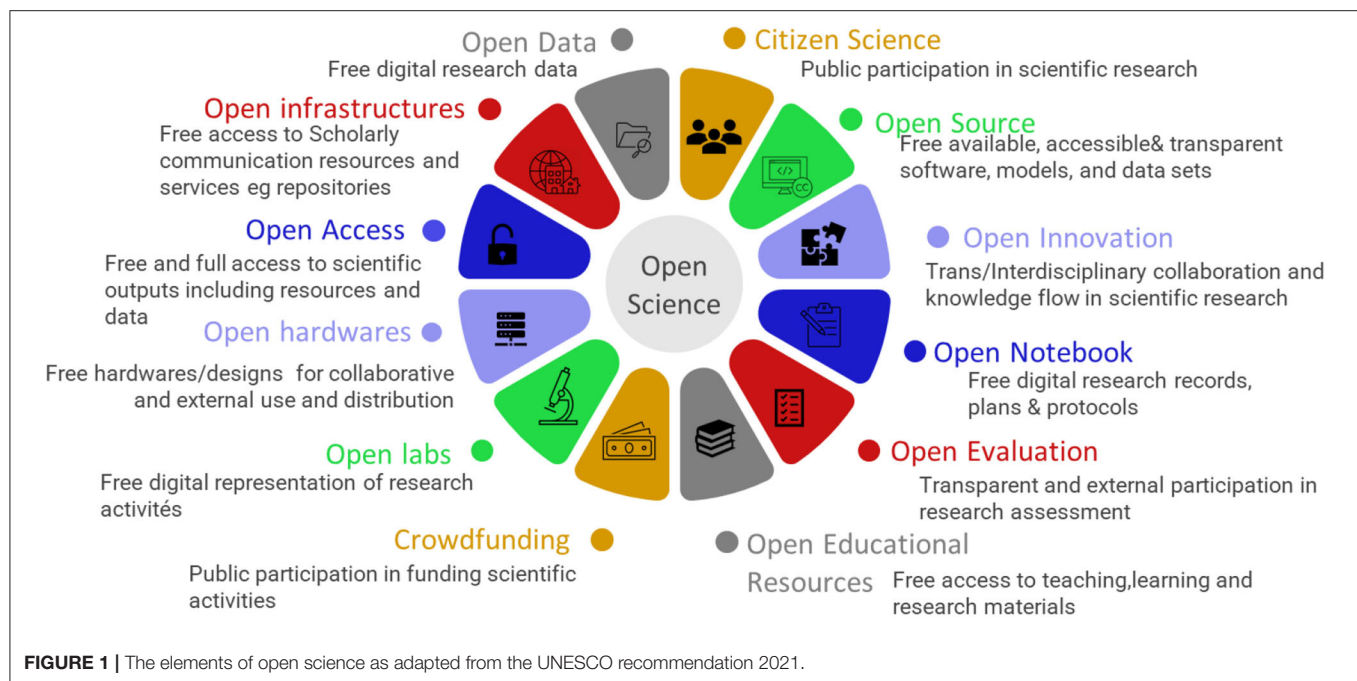 Open Data
Free digital research data
Open infrastructures
Free access to Scholarly
communication resources and
services eg repositories
Open Access
Free and full access to scientific
outputs including resources and
data
Open hardwares
Free hardwares/designs for collaborative
and external use and distribution
Open labs
Free digital representation of research
activités
Crowdfunding
Public participation in funding scientific
activities
Open
Science
</>
CC
Citizen Science
Public participation in scientific research
Open Source
Free available, accessible& transparent
software, models, and data sets
Open Innovation
Trans/Interdisciplinary collaboration and
knowledge flow in scientific research
Open Notebook
Free digital research records,
plans & protocols
Open Evaluation
Transparent and external participation in
research assessment
Open Educational
Resources
Free access to teaching,learning and
research materials
FIGURE 1 | The elements of open science as adapted from the UNESCO recommendation 2021.